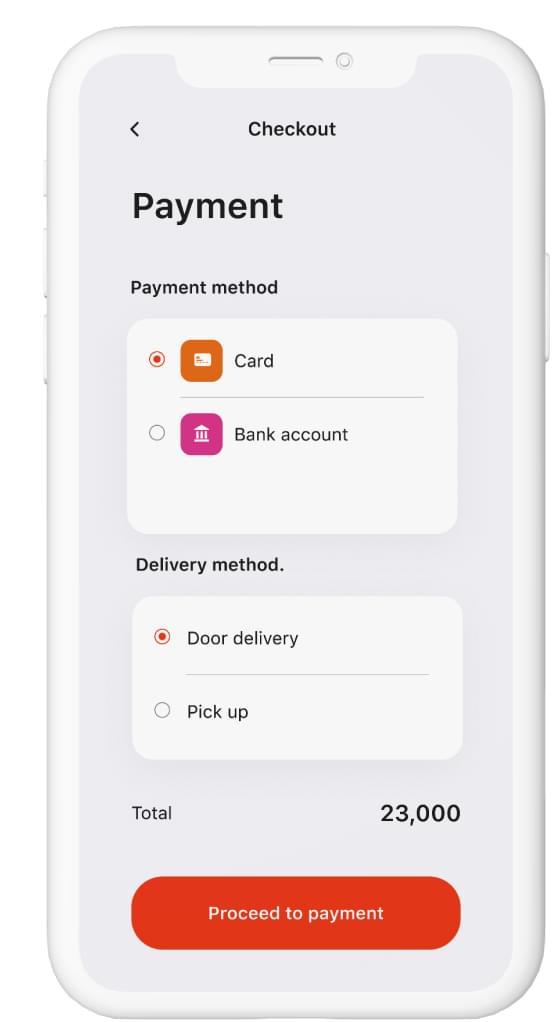 Checkout
Payment
Payment method
Card
Bank account
Delivery method.
Door delivery
Pick up
Total 23,000
Proceed to payment